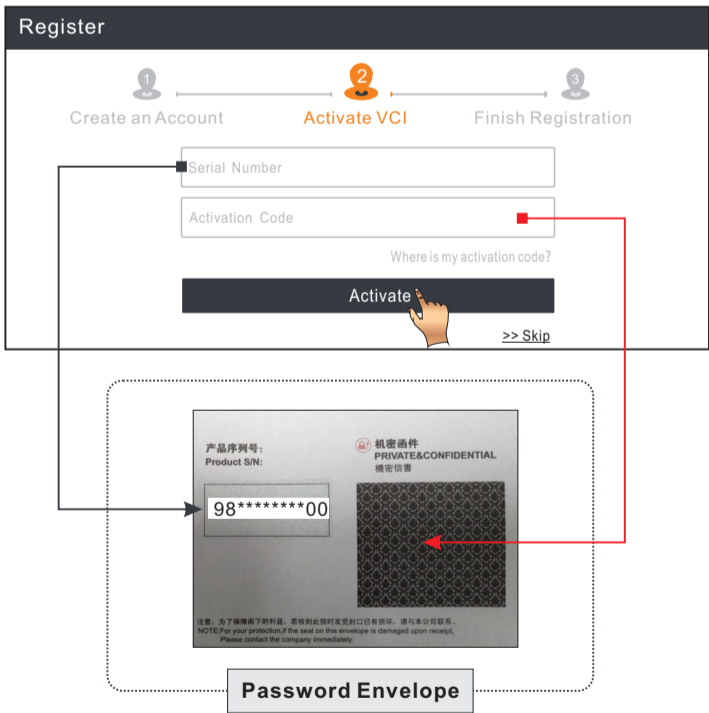 Register
1
2
3
Create an Account
Activate VCI
Finish Registration
Serial Number
Activation Code
Where is my activation code?
Activate
>> Skip
产品序列号:
Product S/N:
机密函件
PRIVATE&CONFIDENTIAL
機密信書
98********00
注意: 为了保障阁下的利益, 若收到此信时发觉封口已有损坏, 请与本公司联系。
NOTE:For your protection,if the seal on this envelope is damaged upon receipt,
Please contact the company immediately.
Password Envelope